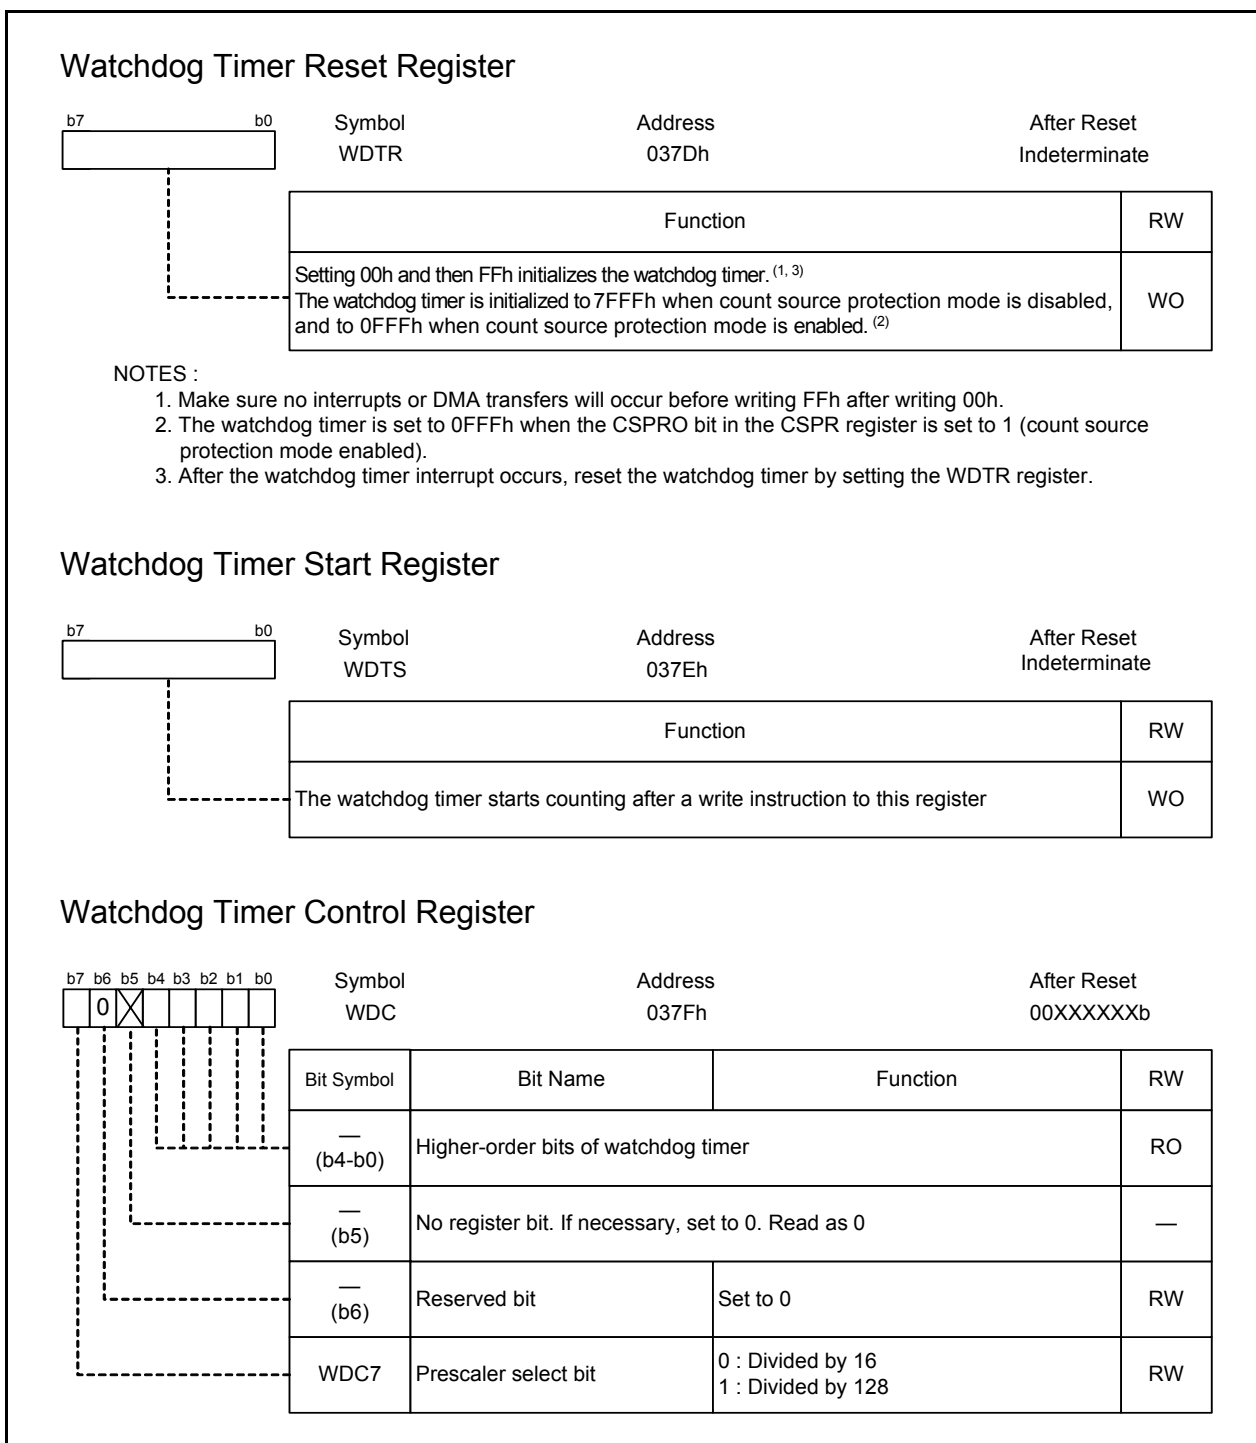 Watchdog Timer Reset Register
b7 b0 Symbol Address After Reset
WDTR 037Dh Indeterminate
Function RW
Setting 00h and then FFh initializes the watchdog timer. (1, 3)
The watchdog timer is initialized to 7FFFh when count source protection mode is disabled,
and to 0FFFh when count source protection mode is enabled. (2)
WO
NOTES :
1. Make sure no interrupts or DMA transfers will occur before writing FFh after writing 00h.
2. The watchdog timer is set to 0FFFh when the CSPRO bit in the CSPR register is set to 1 (count source
protection mode enabled).
3. After the watchdog timer interrupt occurs, reset the watchdog timer by setting the WDTR register.
Watchdog Timer Start Register
b7 b0 Symbol Address After Reset
WDTS 037Eh Indeterminate
Function RW
The watchdog timer starts counting after a write instruction to this register WO
Watchdog Timer Control Register
b7 b6 b5 b4 b3 b2 b1 b0 Symbol Address After Reset
0 WDC 037Fh 00XXXXXXb
Bit Symbol Bit Name Function RW
—
(b4-b0) Higher-order bits of watchdog timer RO
—
(b5) No register bit. If necessary, set to 0. Read as 0 —
—
(b6) Reserved bit Set to 0 RW
WDC7 Prescaler select bit 0 : Divided by 16
1 : Divided by 128 RW